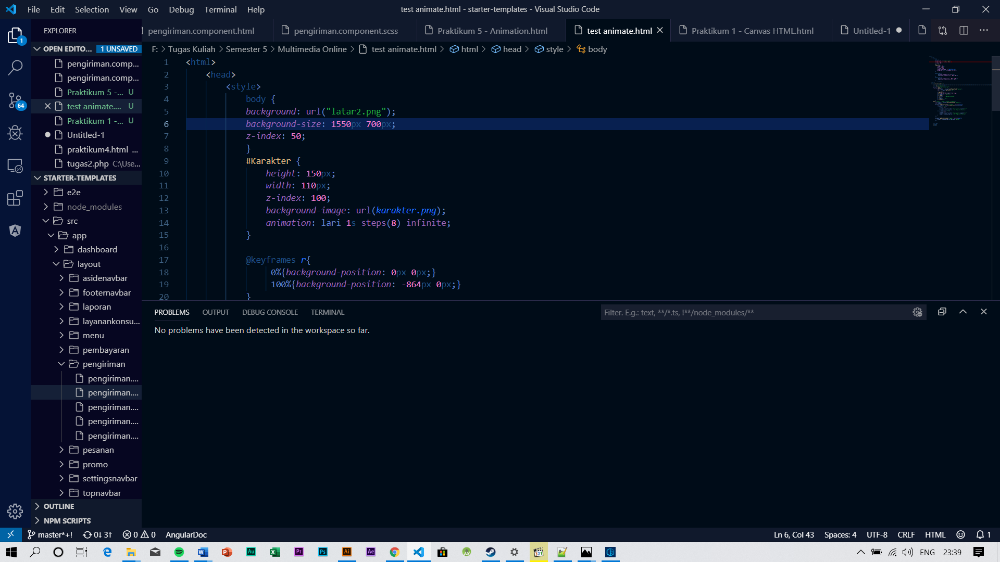 File Edit Selection View Go Debug Terminal Help
test animate.html - starter-templates - Visual Studio Code
EXPLORER
pengiriman.component.html
pengiriman.component.scss
Praktikum 5 - Animation.html
test animate.html
Praktikum 1 - Canvas HTML.html
Untitled-1
1
OPEN EDITO... 1 UNSAVED
F: > Tugas Kuliah > Semester 5 > Multimedia Online > test animate.html > html > head > style > body
pengiriman.comp...
pengiriman.comp...
Praktikum 5 -... U
test animate.... U
Praktikum 1 -... U
Untitled-1
praktikum4.html ...
tugas2.php C:\Use...
64
STARTER-TEMPLATES
e2e
node_modules
src
app
dashboard
layout
asidenavbar
footernavbar
laporan
layanankonsu...
menu
pembayaran
pengiriman
pengiriman....
pengiriman....
pengiriman....
pengiriman....
pengiriman....
pesanan
promo
settingsnavbar
topnavbar
OUTLINE
NPM SCRIPTS
1 <html>
2 <head>
3 <style>
4 body {
5 background: url("latar2.png");
6 background-size: 1550px 700px;
7 z-index: 50;
8 }
9 #Karakter {
10 height: 150px;
11 width: 110px;
12 z-index: 100;
13 background-image: url(karakter.png);
14 animation: lari 1s steps(8) infinite;
15 }
16
17 @keyframes r{
18 0%{background-position: 0px 0px;}
19 100%{background-position: -864px 0px;}
20 }
PROBLEMS OUTPUT DEBUG CONSOLE TERMINAL
Filter. E.g.: text, **/*.ts, !**/node_modules/**
No problems have been detected in the workspace so far.
master*+! 0↓ 3↑ 0 0 AngularDoc
Ln 6, Col 43 Spaces: 4 UTF-8 CRLF HTML 1
ENG 23:39